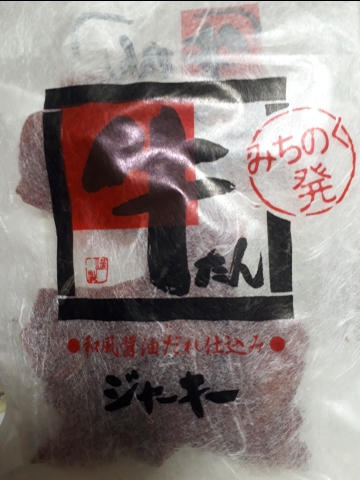 牛たん
みちのく
発
●和風醤油だれ仕込み●
ジャーキー